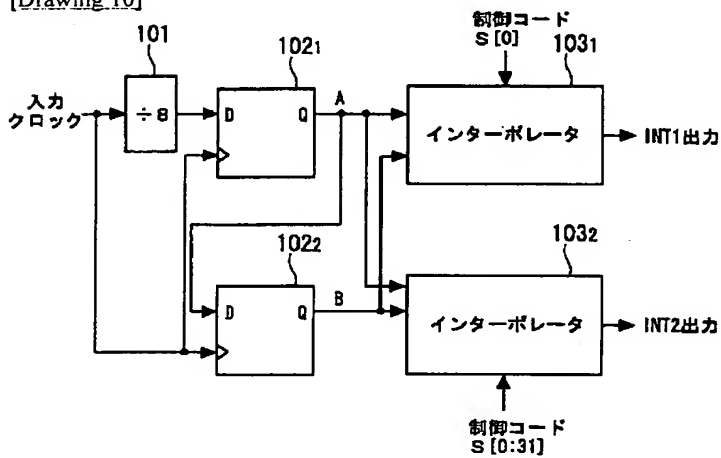 [Drawing 10]
制御コード
S[0]
101
102₁
103₁
入力
クロック
÷8
D
Q
A
インターポレータ
INT1出力
102₂
103₂
D
Q
B
インターポレータ
INT2出力
制御コード
S[0:31]